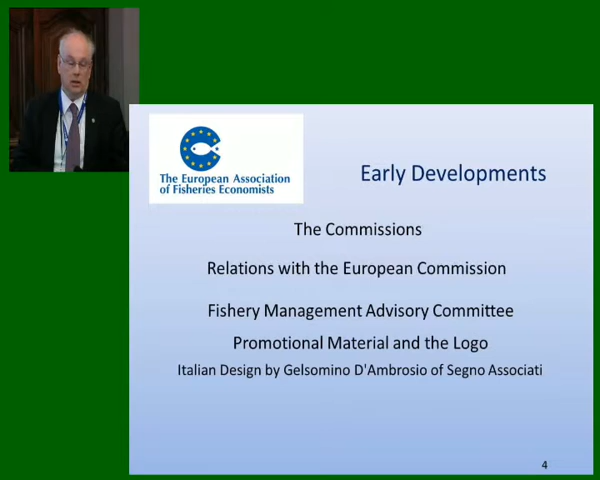 The European Association
of Fisheries Economists
Early Developments
The Commissions
Relations with the European Commission
Fishery Management Advisory Committee
Promotional Material and the Logo
Italian Design by Gelsomino D'Ambrosio of Segno Associati
4